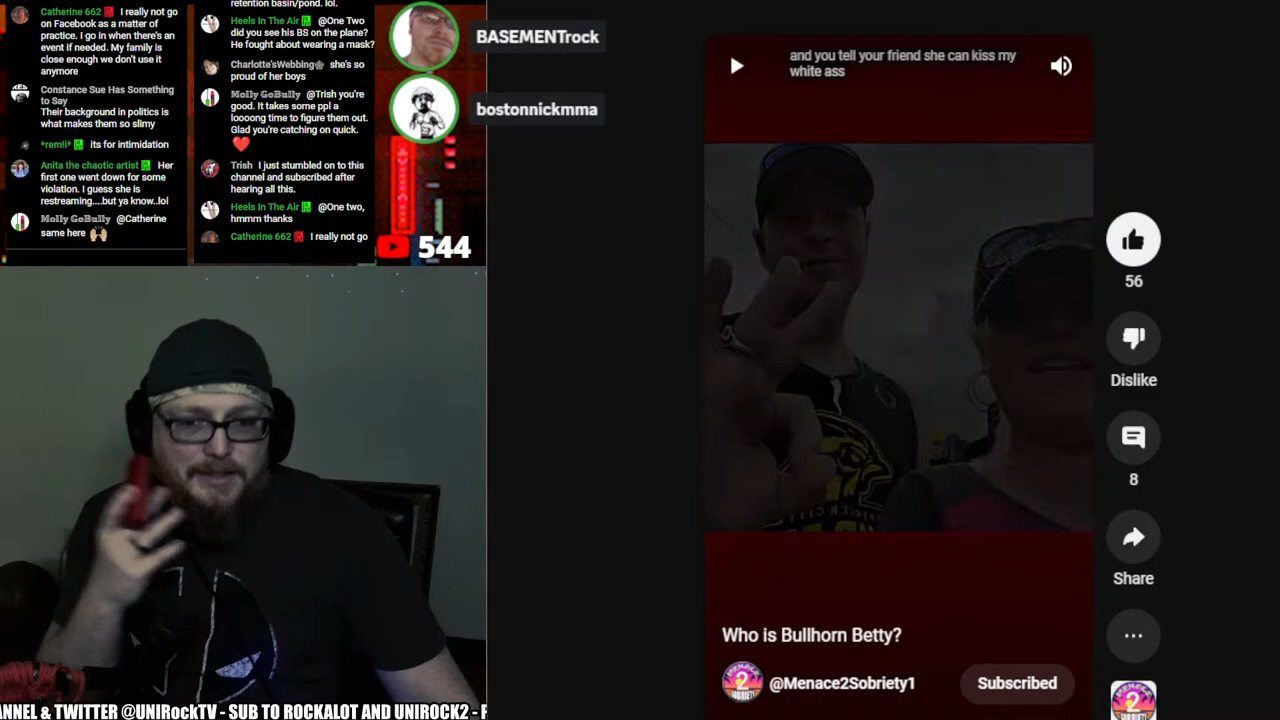 Catherine 662 I really not go
on Facebook as a matter of
practice. I go in when there's an
event if needed. My family is
close enough we don't use it
anymore
Constance Sue Has Something
to Say
Their background in politics is
what makes them so slimy
*remli* its for intimidation
Anita the chaotic artist Her
first one went down for some
violation. I guess she is
restreaming....but ya know..lol
Molly GoBully @Catherine
same here
retention basin/pond. lol.
Heels In The Air @One Two
did you see his BS on the plane?
He fought about wearing a mask?
Charlotte'sWebbing she's so
proud of her boys
Molly GoBully @Trish you're
good. It takes some ppl a
loooong time to figure them out.
Glad you're catching on quick.
Trish I just stumbled on to this
channel and subscribed after
hearing all this.
Heels In The Air @One two,
hmmm thanks
Catherine 662 I really not go
BASEMENTrock
bostonnickmma
544
and you tell your friend she can kiss my
white ass
56
Dislike
8
Share
Who is Bullhorn Betty?
@Menace2Sobriety1
Subscribed
ANNEL & TWITTER @UNIRockTV - SUB TO ROCKALOT AND UNIROCK2 -